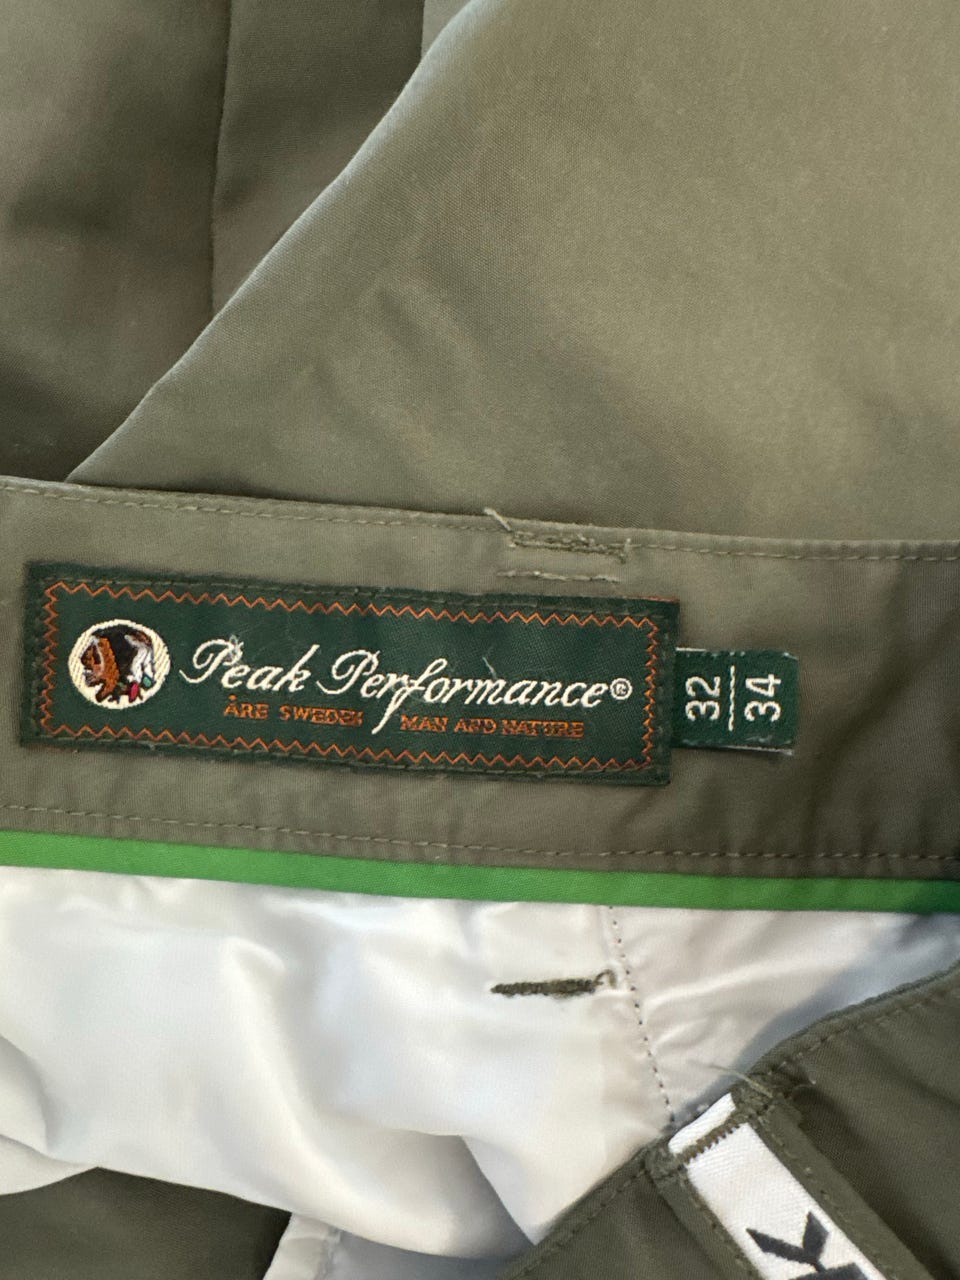 Peak Performance®
ÅRE SWEDEN MAN AND NATURE
32
34
K